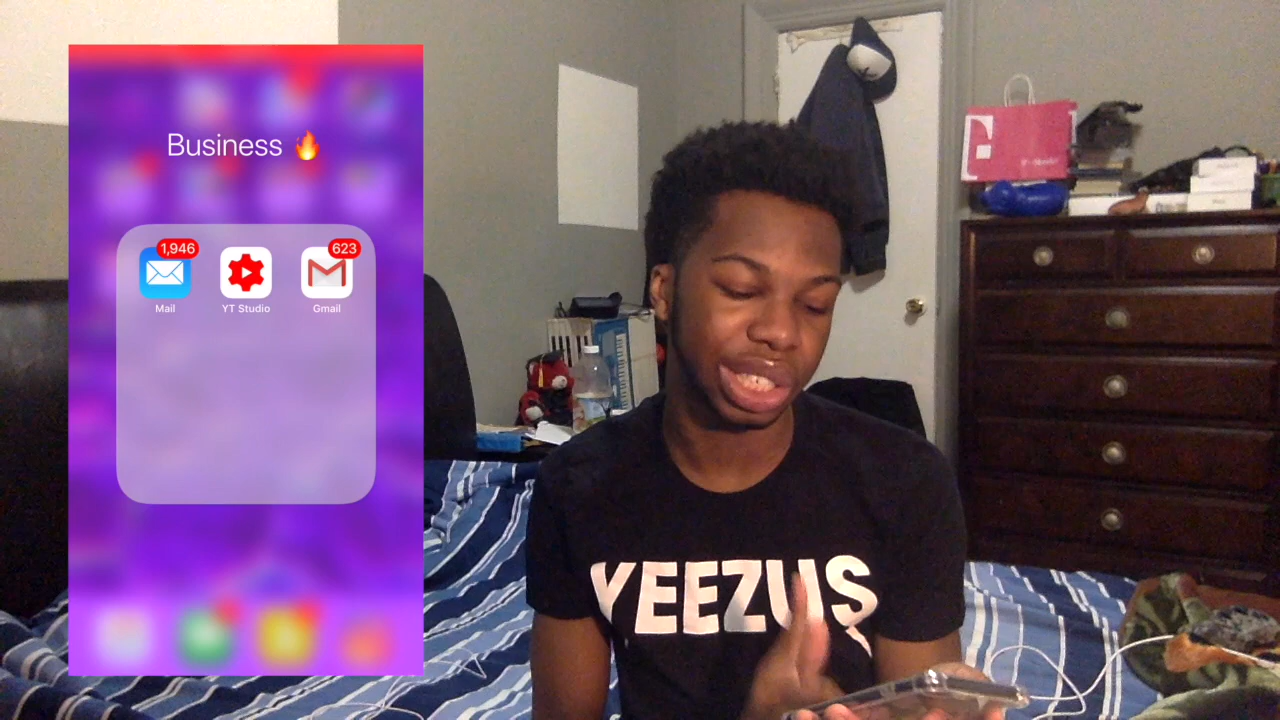 Business 🔥
1,946
623
Mail
YT Studio
Gmail
YEEZUS